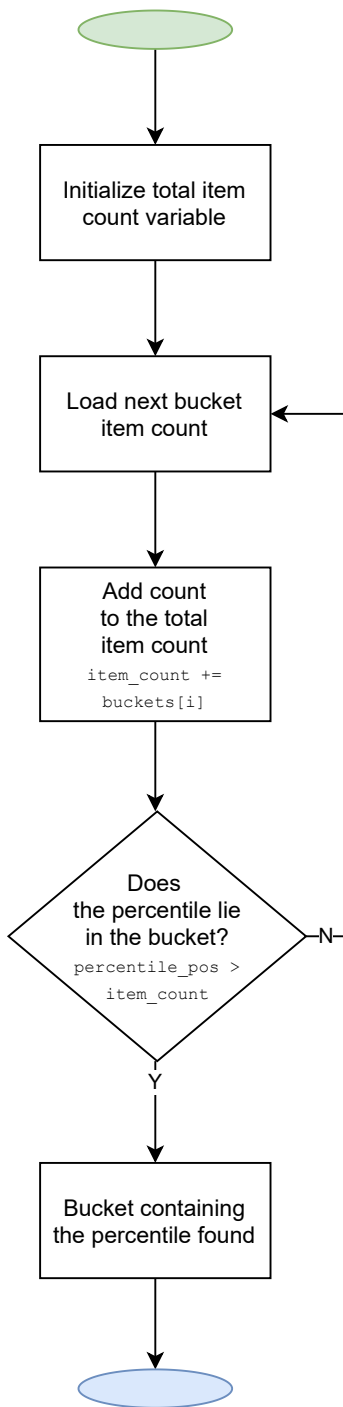 Initialize total item
count variable
Load next bucket
item count
Add count
to the total
item count
item_count +=
buckets[i]
Does
the percentile lie
in the bucket?
percentile_pos >
item_count
N
Y
Bucket containing
the percentile found